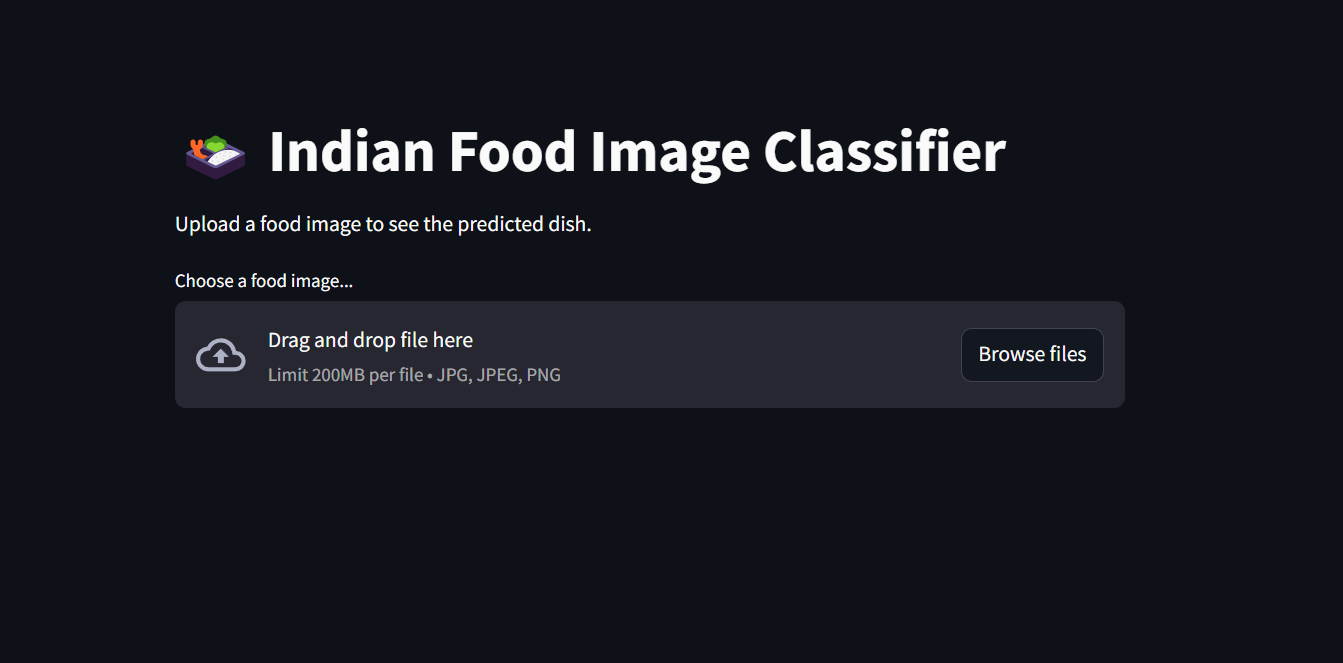 Indian Food Image Classifier
Upload a food image to see the predicted dish.
Choose a food image...
Drag and drop file here
Limit 200MB per file • JPG, JPEG, PNG
Browse files